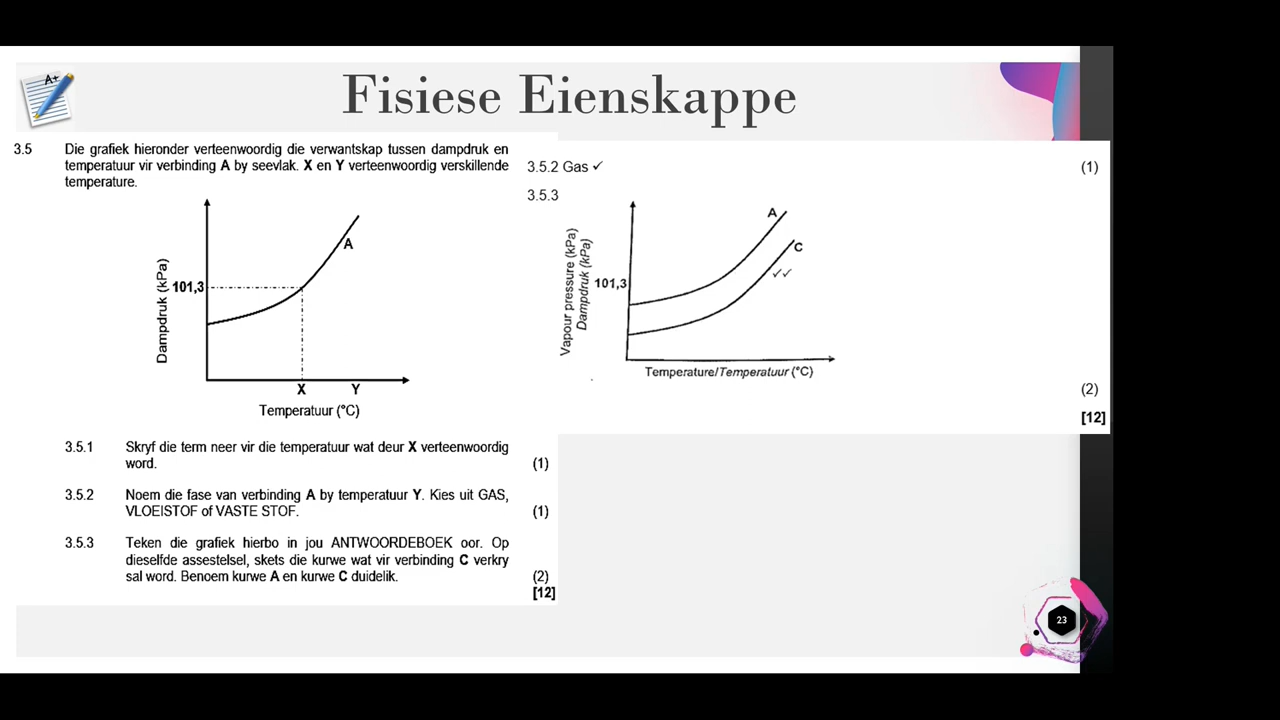 A+
Fisiese Eienskappe
3.5 Die grafiek hieronder verteenwoordig die verwantskap tussen dampdruk en
temperatuur vir verbinding A by seevlak. X en Y verteenwoordig verskillende
temperature.
Dampdruk (kPa)
101,3
A
X Y
Temperatuur (°C)
3.5.1 Skryf die term neer vir die temperatuur wat deur X verteenwoordig
word. (1)
3.5.2 Noem die fase van verbinding A by temperatuur Y. Kies uit GAS,
VLOEISTOF of VASTE STOF. (1)
3.5.3 Teken die grafiek hierbo in jou ANTWOORDEBOEK oor. Op
dieselfde assestelsel, skets die kurwe wat vir verbinding C verkry
sal word. Benoem kurwe A en kurwe C duidelik. (2)
[12]
3.5.2 Gas ✓ (1)
3.5.3
Vapour pressure (kPa)
Dampdruk (kPa)
101,3
A
C
✓✓
Temperature/Temperatuur (°C)
(2)
[12]
23